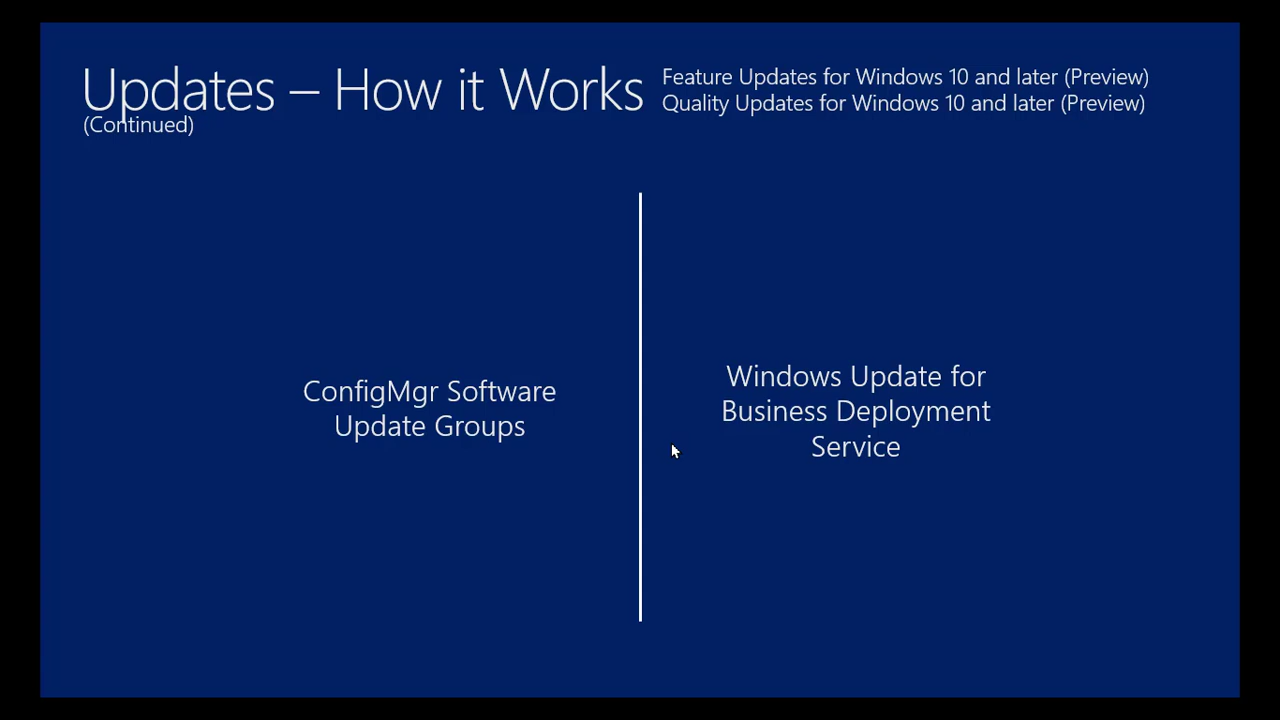 Updates – How it Works
(Continued)
Feature Updates for Windows 10 and later (Preview)
Quality Updates for Windows 10 and later (Preview)
ConfigMgr Software
Update Groups
Windows Update for
Business Deployment
Service